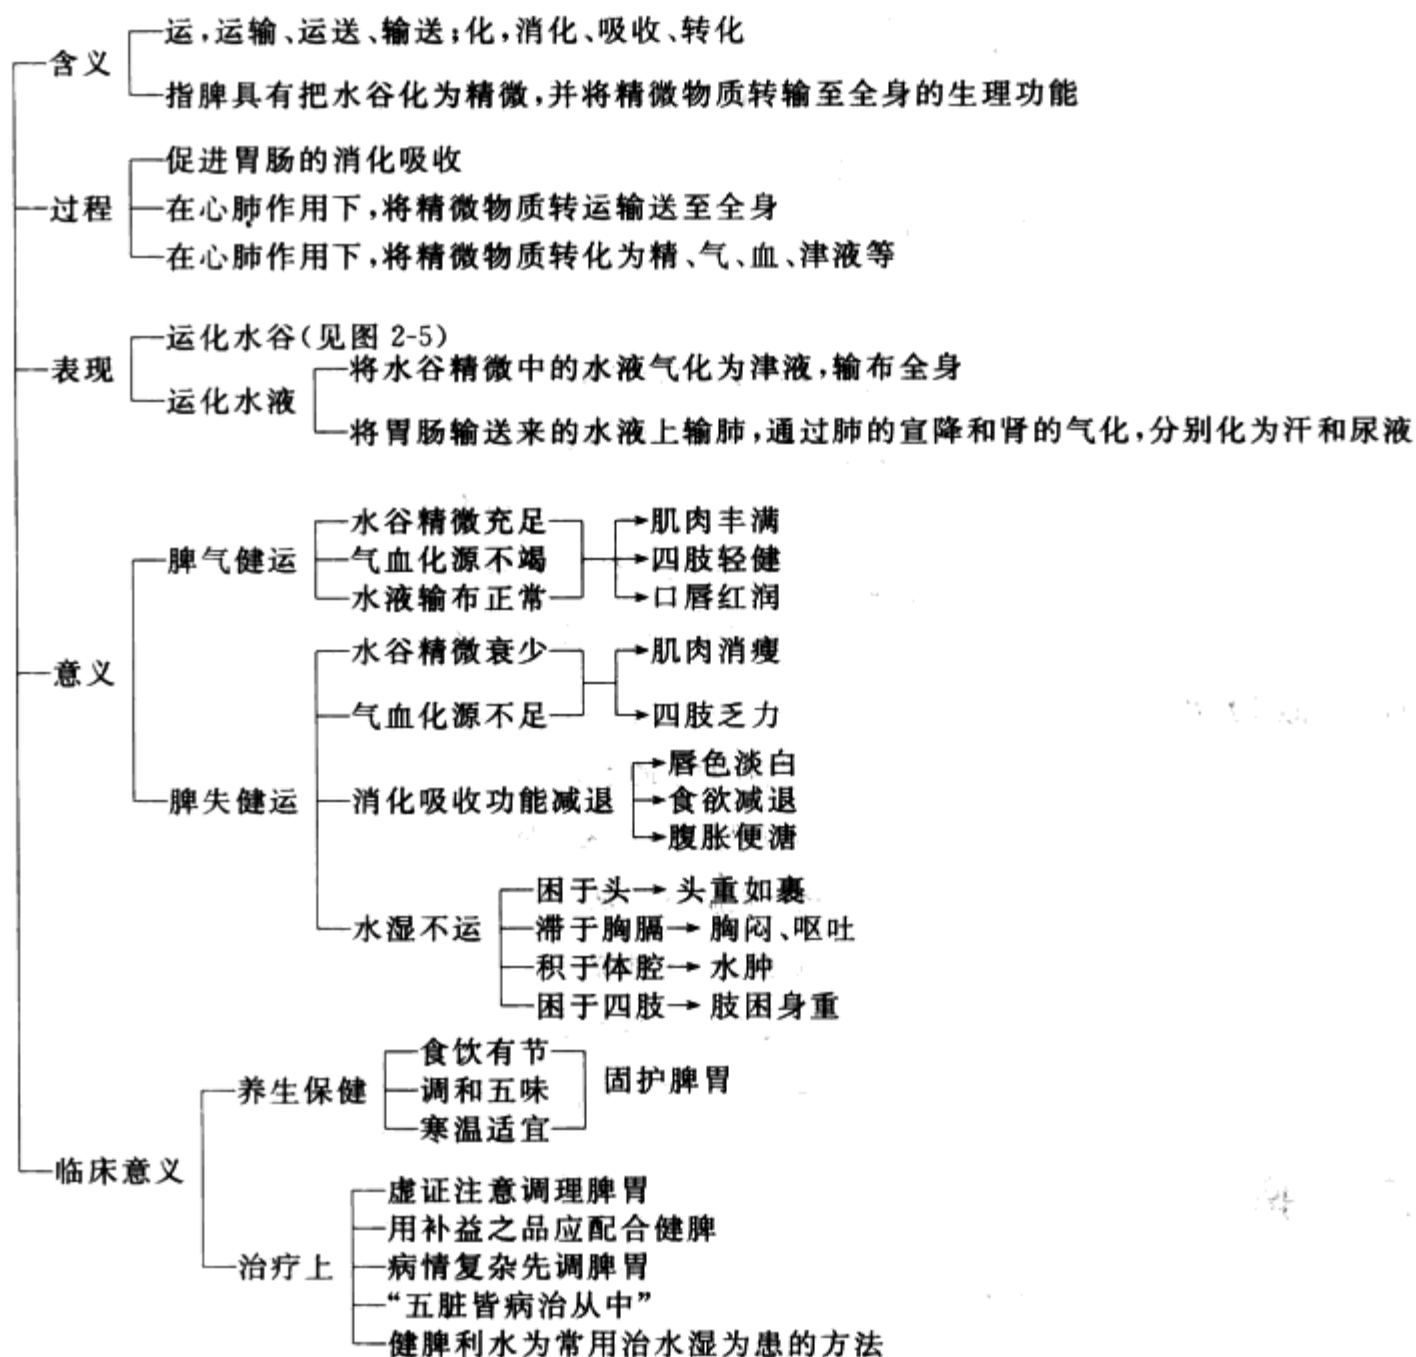 运,运输、运送、输送;化,消化、吸收、转化
含义
指脾具有把水谷化为精微,并将精微物质转输至全身的生理功能
促进胃肠的消化吸收
过程
在心肺作用下,将精微物质转运输送至全身
在心肺作用下,将精微物质转化为精、气、血、津液等
表现
运化水谷(见图 2-5)
运化水液
将水谷精微中的水液气化为津液,输布全身
将胃肠输送来的水液上输肺,通过肺的宣降和肾的气化,分别化为汗和尿液
意义
脾气健运
水谷精微充足
气血化源不竭
水液输布正常
肌肉丰满
四肢轻健
口唇红润
脾失健运
水谷精微衰少
气血化源不足
肌肉消瘦
四肢乏力
消化吸收功能减退
唇色淡白
食欲减退
腹胀便溏
水湿不运
困于头→头重如裹
滞于胸膈→胸闷、呕吐
积于体腔→水肿
困于四肢→肢困身重
临床意义
养生保健
食饮有节
调和五味
寒温适宜
固护脾胃
治疗上
虚证注意调理脾胃
用补益之品应配合健脾
病情复杂先调脾胃
“五脏皆病治从中”
健脾利水为常用治水湿为患的方法